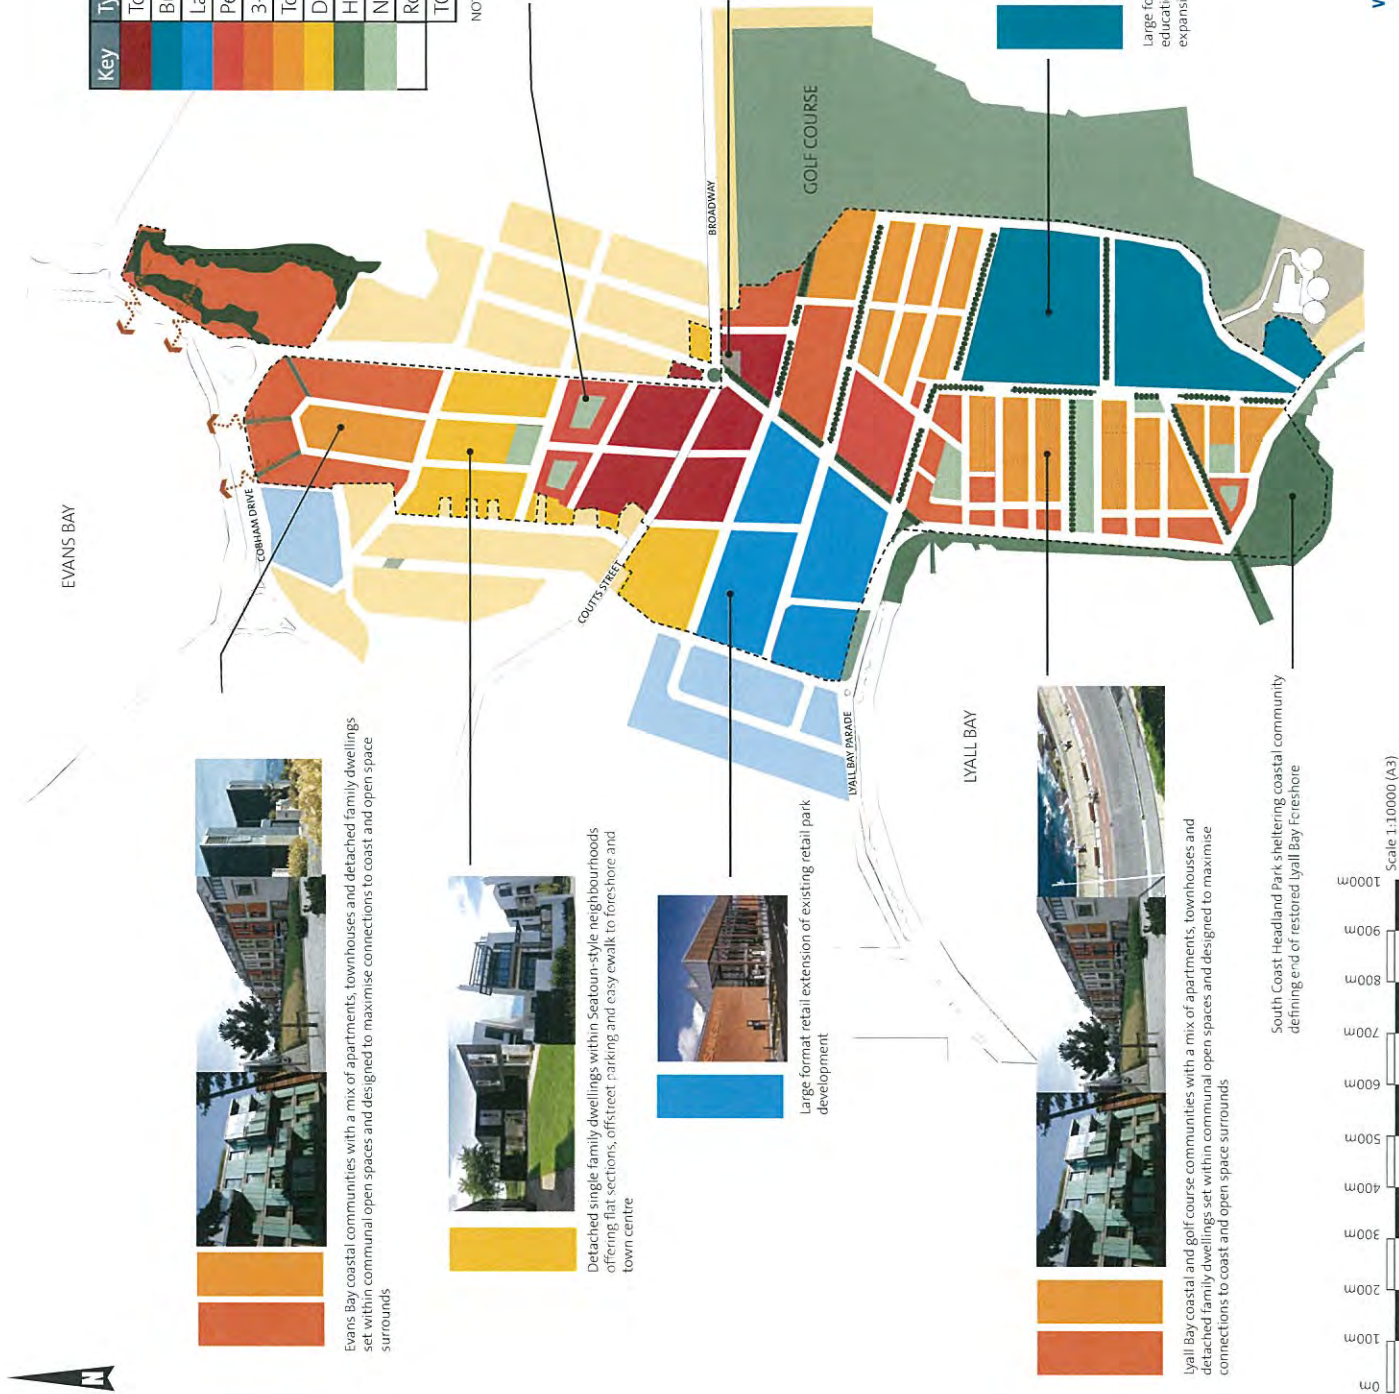 Key
EVANS BAY
COBHAM DRIVE
BROADWAY
GOLF COURSE
COUTTS STREET
LYALL BAY PARADE
LYALL BAY
Large
Evans Bay coastal communities with a mix of apartments, townhouses and detached family dwellings
set within communal open spaces and designed to maximise connections to coast and open space
surrounds
Detached single family dwellings within Seatoun-style neighbourhoods
offering flat sections, offstreet parking and easy ewalk to foreshore and
town centre
Large format retail extension of existing retail park
development
Lyall Bay coastal and golf course communities with a mix of apartments, townhouses and
detached family dwellings set within communal open spaces and designed to maximise
connections to coast and open space surrounds
South Coast Headland Park sheltering coastal community
defining end of restored Lyall Bay Foreshore
N
0m 100m 200m 300m 400m 500m 600m 700m 800m 900m 1000m
Scale 1:10000 (A3)